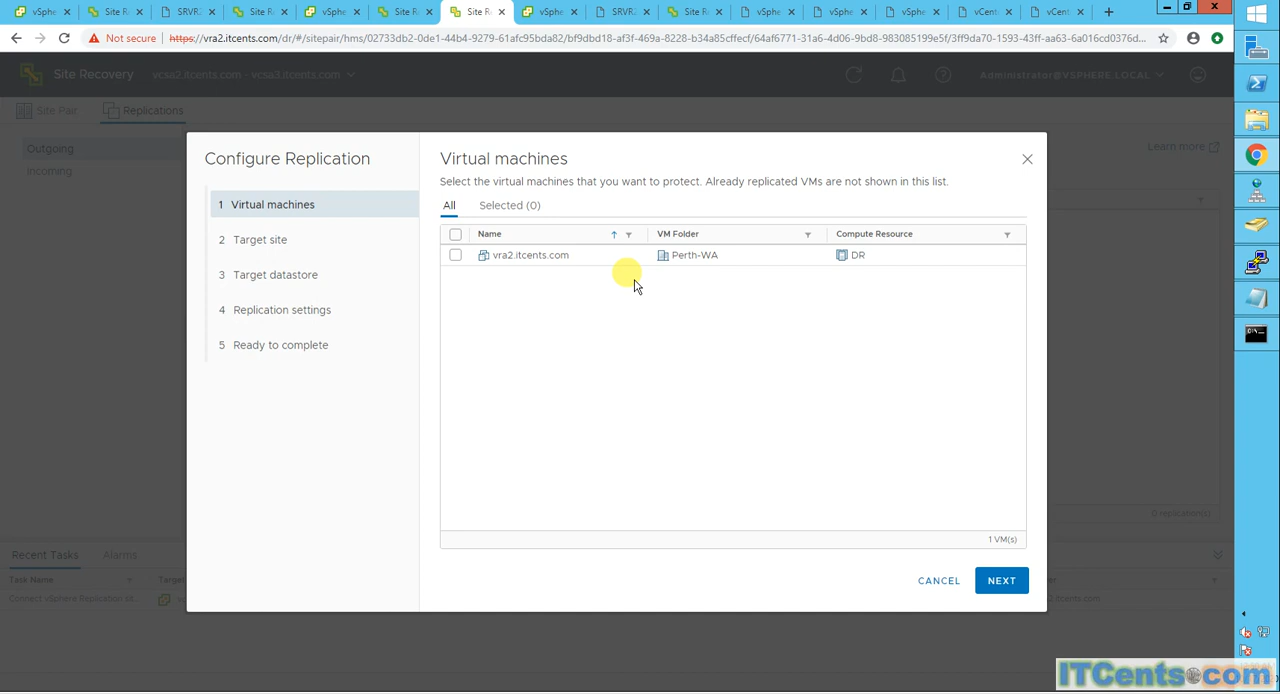 vSphe
Site R
SRVR2
Site R
vSphe
Site R
Site R
vSphe
SRVR2
Site R
vSphe
vSphe
vSphe
vCent
vCent
Not secure
https://vra2.itcents.com/dr/#/sitepair/hms/02733db2-0de1-44b4-9279-61afc95bda82/bf9dbd18-af3f-469a-8228-b34a85cffecf/64af6771-31a6-4d06-9bd8-983085199e5f/3ff9da70-1593-43ff-aa63-6a016cd0376d...
Site Recovery
vcsa2.itcents.com - vcsa3.itcents.com
Administrator@VSPHERE.LOCAL
Site Pair
Replications
Outgoing
Incoming
Learn more
Configure Replication
1 Virtual machines
2 Target site
3 Target datastore
4 Replication settings
5 Ready to complete
Virtual machines
Select the virtual machines that you want to protect. Already replicated VMs are not shown in this list.
All
Selected (0)
Name
VM Folder
Compute Resource
vra2.itcents.com
Perth-WA
DR
1 VM(s)
CANCEL
NEXT
0 replication(s)
Recent Tasks
Alarms
Task Name
Target
Connect vSphere Replication sit...
ITCents.com